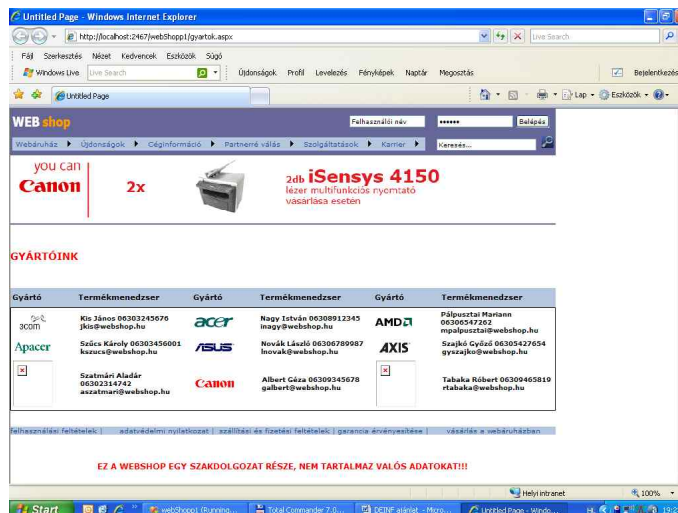 Untitled Page - Windows Internet Explorer
http://localhost:2467/webShopp1/gyartok.aspx
Live Search
Fájl Szerkesztés Nézet Kedvencek Eszközök Súgó
Windows Live Live Search Újdonságok Profil Levelezés Fényképek Naptár Megosztás Bejelentkezés
Untitled Page
Lap Eszközök
WEB shop
Felhasználói név
••••••
Belépés
Webáruház Újdonságok Céginformáció Partnerré válás Szolgáltatások Karrier
Keresés...
you can
Canon
2x
2db iSensys 4150
lézer multifunkciós nyomtató
vásárlása esetén
GYÁRTÓINK
Gyártó Termékmenedzser Gyártó Termékmenedzser Gyártó Termékmenedzser
acom
Kis János 06303245676
jkis@webshop.hu
acer
Nagy István 06308912345
inagy@webshop.hu
AMD
Pálpusztai Mariann
06306547262
mpalpusztai@webshop.hu
Apacer
Szűcs Károly 06303456001
kszucs@webshop.hu
ASUS
Novák László 06306789987
lnovak@webshop.hu
AXIS
Szajkó Győző 06305427654
gyszajko@webshop.hu
Szatmári Aladár
06302314742
aszatmari@webshop.hu
Canon
Albert Géza 06309345678
galbert@webshop.hu
Tabaka Róbert 06309465819
rtabaka@webshop.hu
felhasználási feltételek | adatvédelmi nyilatkozat | szállítási és fizetési feltételek | garancia érvényesítése | vásárlás a webáruházban
EZ A WEBSHOP EGY SZAKDOLGOZAT RÉSZE, NEM TARTALMAZ VALÓS ADATOKAT!!!
Helyi intranet
100%
Start
webShopp1 (Running...
Total Commander 7.0...
DEINF ajánlat - Micro...
Untitled Page - Windo...
HU